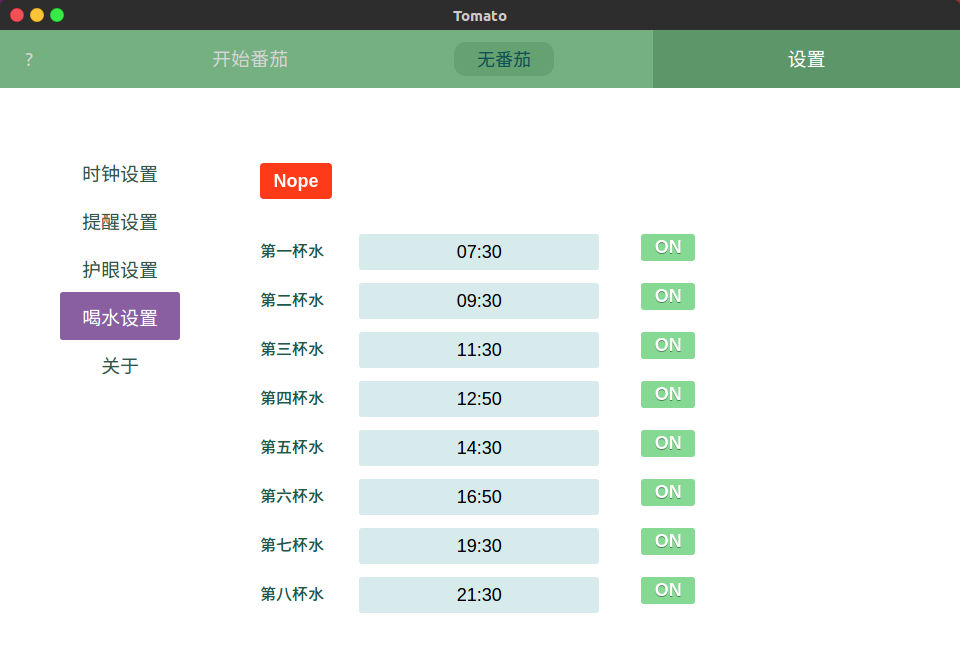 Tomato
? 开始番茄 无番茄 设置
时钟设置
提醒设置
护眼设置
喝水设置
关于
Nope
第一杯水 07:30 ON
第二杯水 09:30 ON
第三杯水 11:30 ON
第四杯水 12:50 ON
第五杯水 14:30 ON
第六杯水 16:50 ON
第七杯水 19:30 ON
第八杯水 21:30 ON